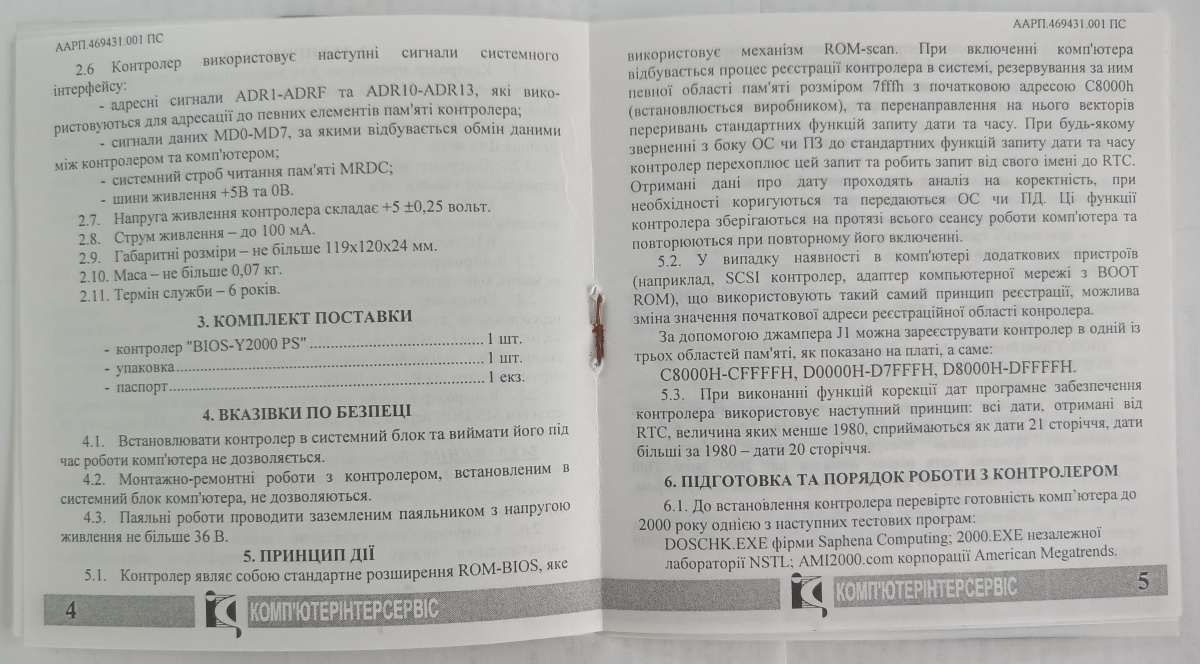 ААРП.469431.001 ПС
2.6 Контролер використовує наступні сигнали системного
інтерфейсу:
- адресні сигнали ADR1-ADRF та ADR10-ADR13, які вико-
ристовуються для адресації до певних елементів пам'яті контролера;
- сигнали даних MD0-MD7, за якими відбувається обмін даними
між контролером та комп'ютером;
- системний строб читання пам'яті MRDC;
- шини живлення +5В та 0В.
2.7. Напруга живлення контролера складає +5 ±0,25 вольт.
2.8. Струм живлення – до 100 мА.
2.9. Габаритні розміри – не більше 119x120x24 мм.
2.10. Маса – не більше 0,07 кг.
2.11. Термін служби – 6 років.
3. КОМПЛЕКТ ПОСТАВКИ
- контролер "BIOS-Y2000 PS" ........................................ 1 шт.
- упаковка........................................................................ 1 шт.
- паспорт.......................................................................... 1 екз.
4. ВКАЗІВКИ ПО БЕЗПЕЦІ
4.1. Встановлювати контролер в системний блок та виймати його під
час роботи комп'ютера не дозволяється.
4.2. Монтажно-ремонтні роботи з контролером, встановленим в
системний блок комп'ютера, не дозволяються.
4.3. Паяльні роботи проводити заземленим паяльником з напругою
живлення не більше 36 В.
5. ПРИНЦИП ДІЇ
5.1. Контролер являє собою стандартне розширення ROM-BIOS, яке
4 КОМП'ЮТЕРІНТЕРСЕРВІС
ААРП.469431.001 ПС
використовує механізм ROM-scan. При включенні комп'ютера
відбувається процес реєстрації контролера в системі, резервування за ним
певної області пам'яті розміром 7fffh з початковою адресою C8000h
(встановлюється виробником), та перенаправлення на нього векторів
переривань стандартних функцій запиту дати та часу. При будь-якому
зверненні з боку ОС чи ПЗ до стандартних функцій запиту дати та часу
контролер перехоплює цей запит та робить запит від свого імені до RTC.
Отримані дані про дату проходять аналіз на коректність, при
необхідності коригуються та передаються ОС чи ПД. Ці функції
контролера зберігаються на протязі всього сеансу роботи комп'ютера та
повторюються при повторному його включенні.
5.2. У випадку наявності в комп'ютері додаткових пристроїв
(наприклад, SCSI контролер, адаптер компьютерної мережі з BOOT
ROM), що використовують такий самий принцип реєстрації, можлива
зміна значення початкової адреси реєстраційної області конролера.
За допомогою джампера J1 можна зареєструвати контролер в одній із
трьох областей пам'яті, як показано на платі, а саме:
C8000H-CFFFFH, D0000H-D7FFFH, D8000H-DFFFFH.
5.3. При виконанні функцій корекції дат програмне забезпечення
контролера використовує наступний принцип: всі дати, отримані від
RTC, величина яких менше 1980, сприймаються як дати 21 сторіччя, дати
більші за 1980 – дати 20 сторіччя.
6. ПІДГОТОВКА ТА ПОРЯДОК РОБОТИ З КОНТРОЛЕРОМ
6.1. До встановлення контролера перевірте готовність комп’ютера до
2000 року однією з наступних тестових програм:
DOSCHK.EXE фірми Saphena Computing; 2000.EXE незалежної
лабораторії NSTL; AMI2000.com корпорації American Megatrends.
КОМП'ЮТЕРІНТЕРСЕРВІС 5